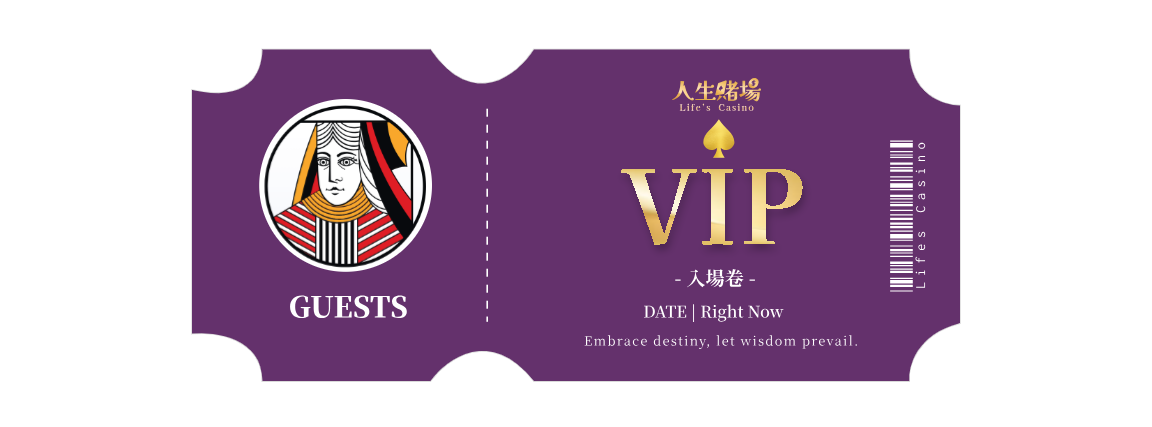 GUESTS
人生賭場
Life's Casino
VIP
- 入場卷 -
DATE | Right Now
Embrace destiny, let wisdom prevail.
Lifes Casino